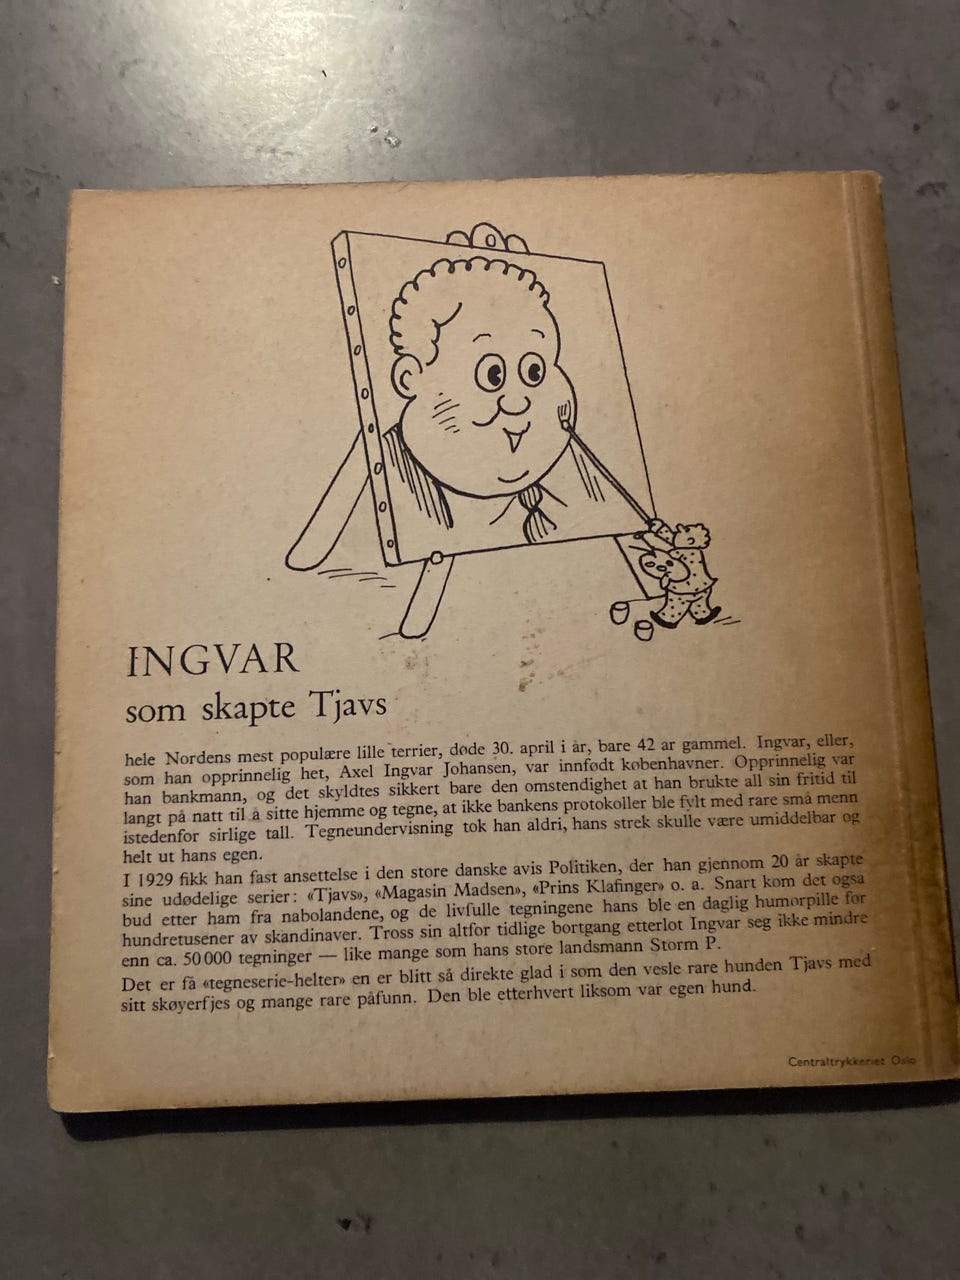 INGVAR
som skapte Tjavs
hele Nordens mest populære lille terrier, døde 30. april i år, bare 42 år gammel. Ingvar, eller,
som han opprinnelig het, Axel Ingvar Johansen, var innfødt københavner. Opprinnelig var
han bankmann, og det skyldtes sikkert bare den omstendighet at han brukte all sin fritid til
langt på natt til å sitte hjemme og tegne, at ikke bankens protokoller ble fylt med rare små menn
istedenfor sirlige tall. Tegneundervisning tok han aldri, hans strek skulle være umiddelbar og
helt ut hans egen.
I 1929 fikk han fast ansettelse i den store danske avis Politiken, der han gjennom 20 år skapte
sine udødelige serier: «Tjavs», «Magasin Madsen», «Prins Klafinger» o. a. Snart kom det også
bud etter ham fra nabolandene, og de livfulle tegningene hans ble en daglig humorpille for
hundretusener av skandinaver. Tross sin altfor tidlige bortgang etterlot Ingvar seg ikke mindre
enn ca. 50 000 tegninger — like mange som hans store landsmann Storm P.
Det er få «tegneserie-helter» en er blitt så direkte glad i som den vesle rare hunden Tjavs med
sitt skøyerfjes og mange rare påfunn. Den ble etterhvert liksom vår egen hund.
Centraltrykkeriet Oslo